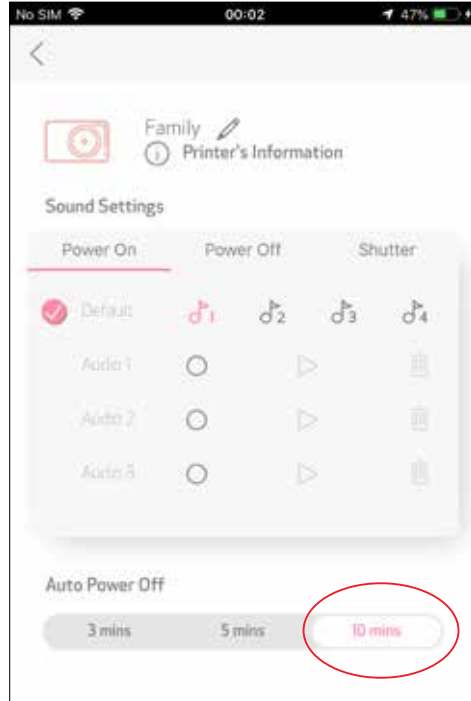 No SIM 00:02 47%
Family
Printer's Information
Sound Settings
Power On Power Off Shutter
Default 1 2 3 4
Audio 1
Audio 2
Audio 3
Auto Power Off
3 mins 5 mins 10 mins